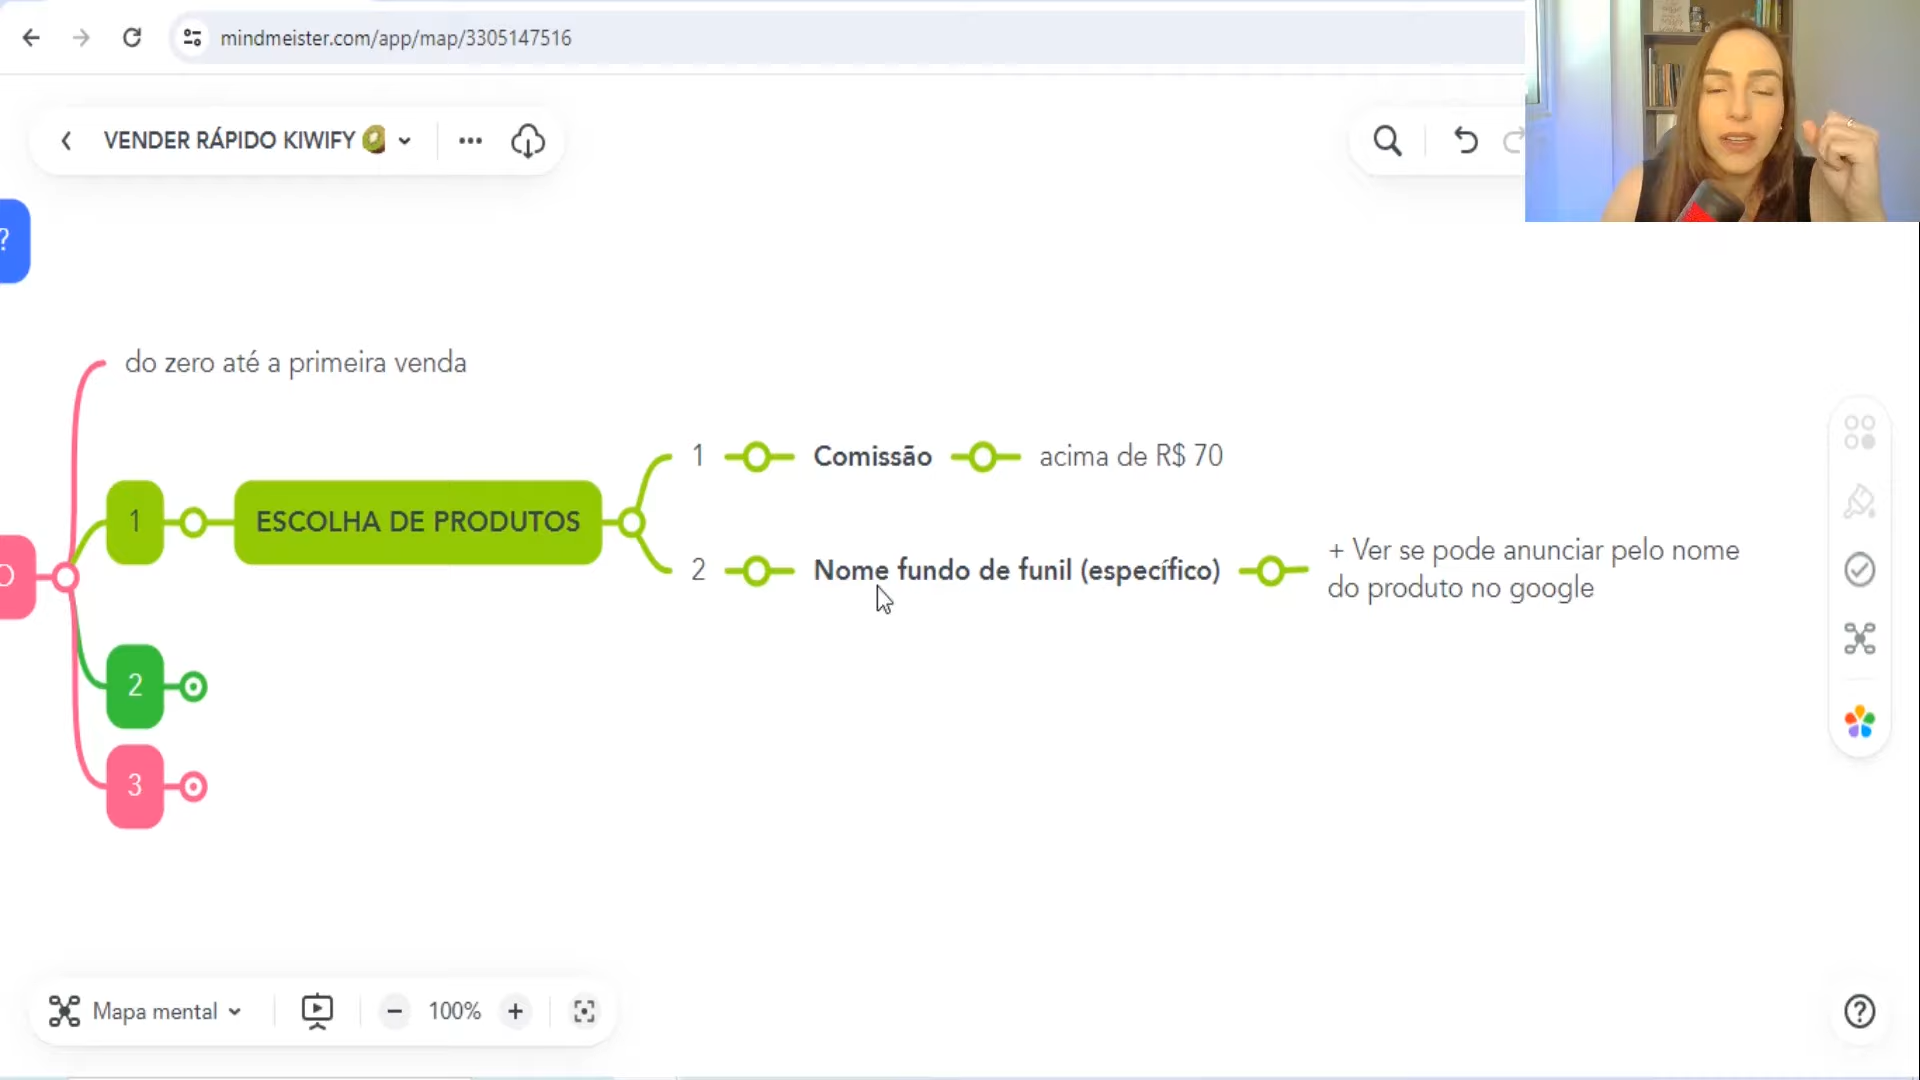 mindmeister.com/app/map/3305147516
VENDER RÁPIDO KIWIFY
?
do zero até a primeira venda
1 Comissão acima de R$ 70
1 ESCOLHA DE PRODUTOS
2 Nome fundo de funil (específico)
+ Ver se pode anunciar pelo nome
do produto no google
O
2
3
Mapa mental
100%